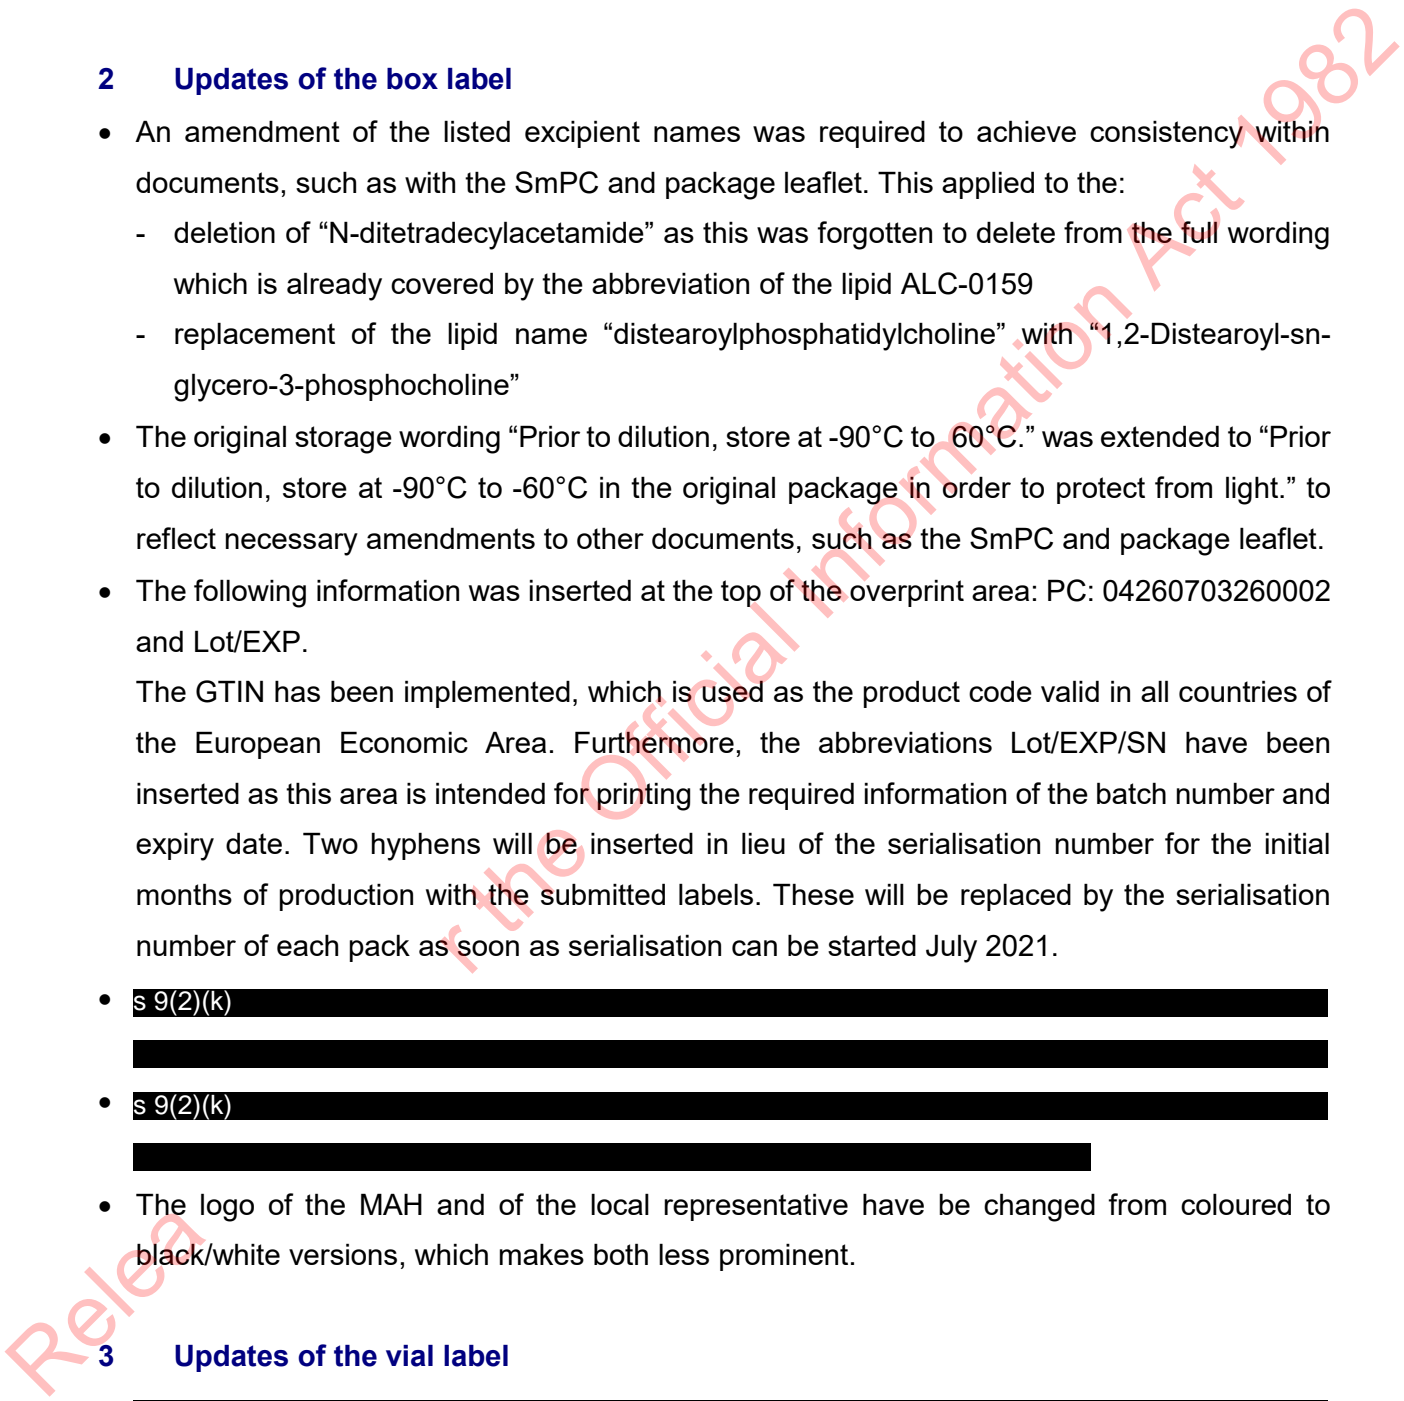 2 Updates of the box label
• An amendment of the listed excipient names was required to achieve consistency within
documents, such as with the SmPC and package leaflet. This applied to the:
- deletion of “N-ditetradecylacetamide” as this was forgotten to delete from the full wording
which is already covered by the abbreviation of the lipid ALC-0159
- replacement of the lipid name “distearoylphosphatidylcholine” with “1,2-Distearoyl-sn-
glycero-3-phosphocholine”
• The original storage wording “Prior to dilution, store at -90°C to 60°C.” was extended to “Prior
to dilution, store at -90°C to -60°C in the original package in order to protect from light.” to
reflect necessary amendments to other documents, such as the SmPC and package leaflet.
• The following information was inserted at the top of the overprint area: PC: 04260703260002
and Lot/EXP.
The GTIN has been implemented, which is used as the product code valid in all countries of
the European Economic Area. Furthermore, the abbreviations Lot/EXP/SN have been
inserted as this area is intended for printing the required information of the batch number and
expiry date. Two hyphens will be inserted in lieu of the serialisation number for the initial
months of production with the submitted labels. These will be replaced by the serialisation
number of each pack as soon as serialisation can be started July 2021.
• s 9(2)(k)
• s 9(2)(k)
• The logo of the MAH and of the local representative have be changed from coloured to
black/white versions, which makes both less prominent.
3 Updates of the vial label
Relea
r the Official Information Act 1982